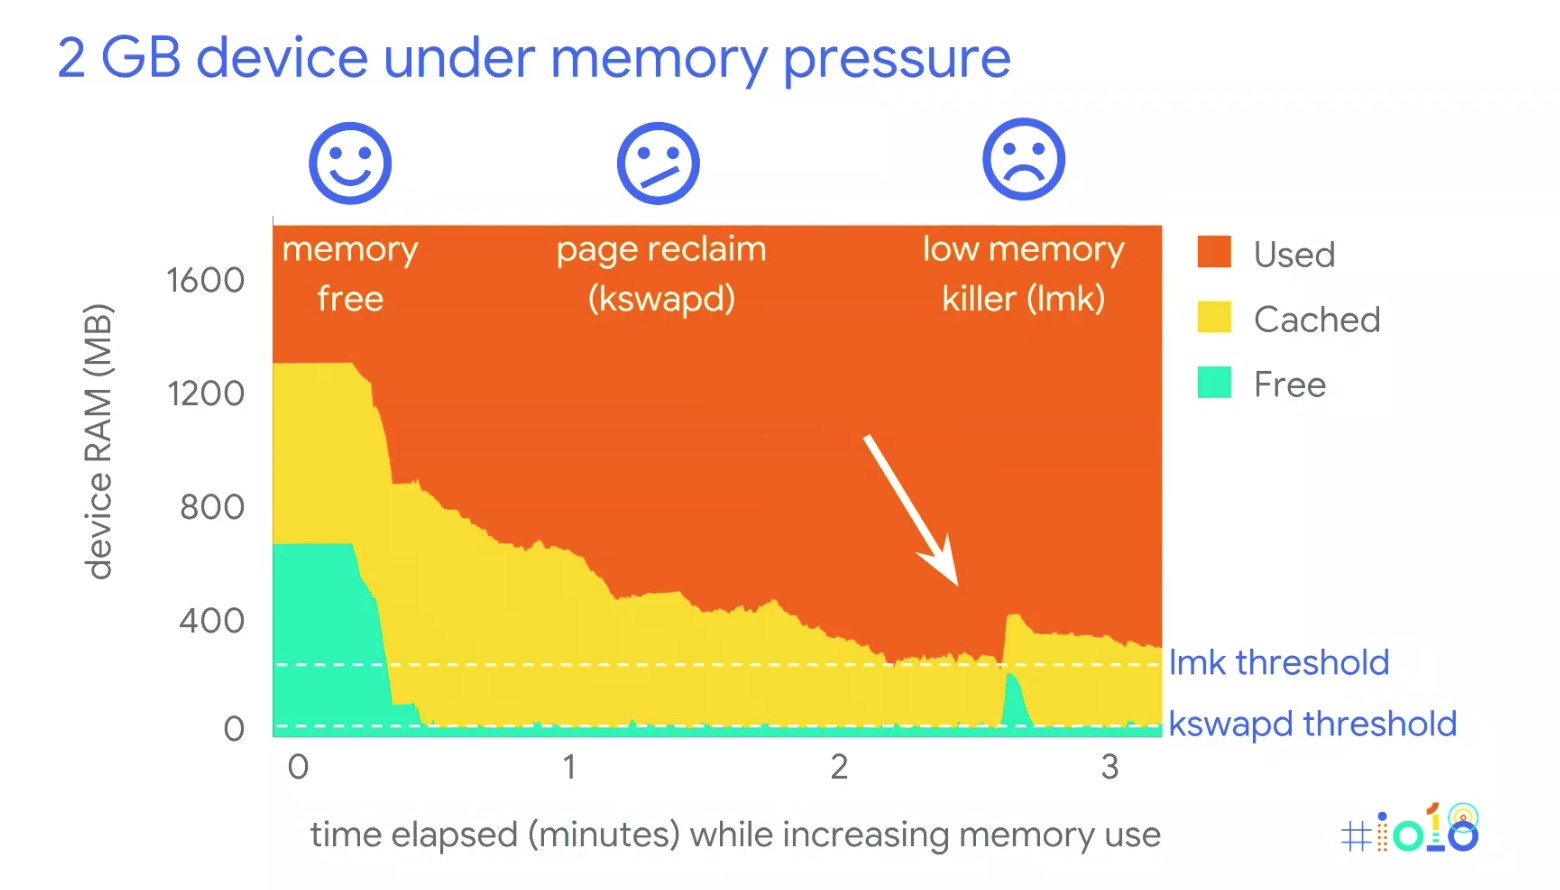 2 GB device under memory pressure
memory
free
page reclaim
(kswapd)
low memory
killer (lmk)
Used
Cached
Free
device RAM (MB)
1600
1200
800
400
0
lmk threshold
kswapd threshold
0 1 2 3
time elapsed (minutes) while increasing memory use
#io18